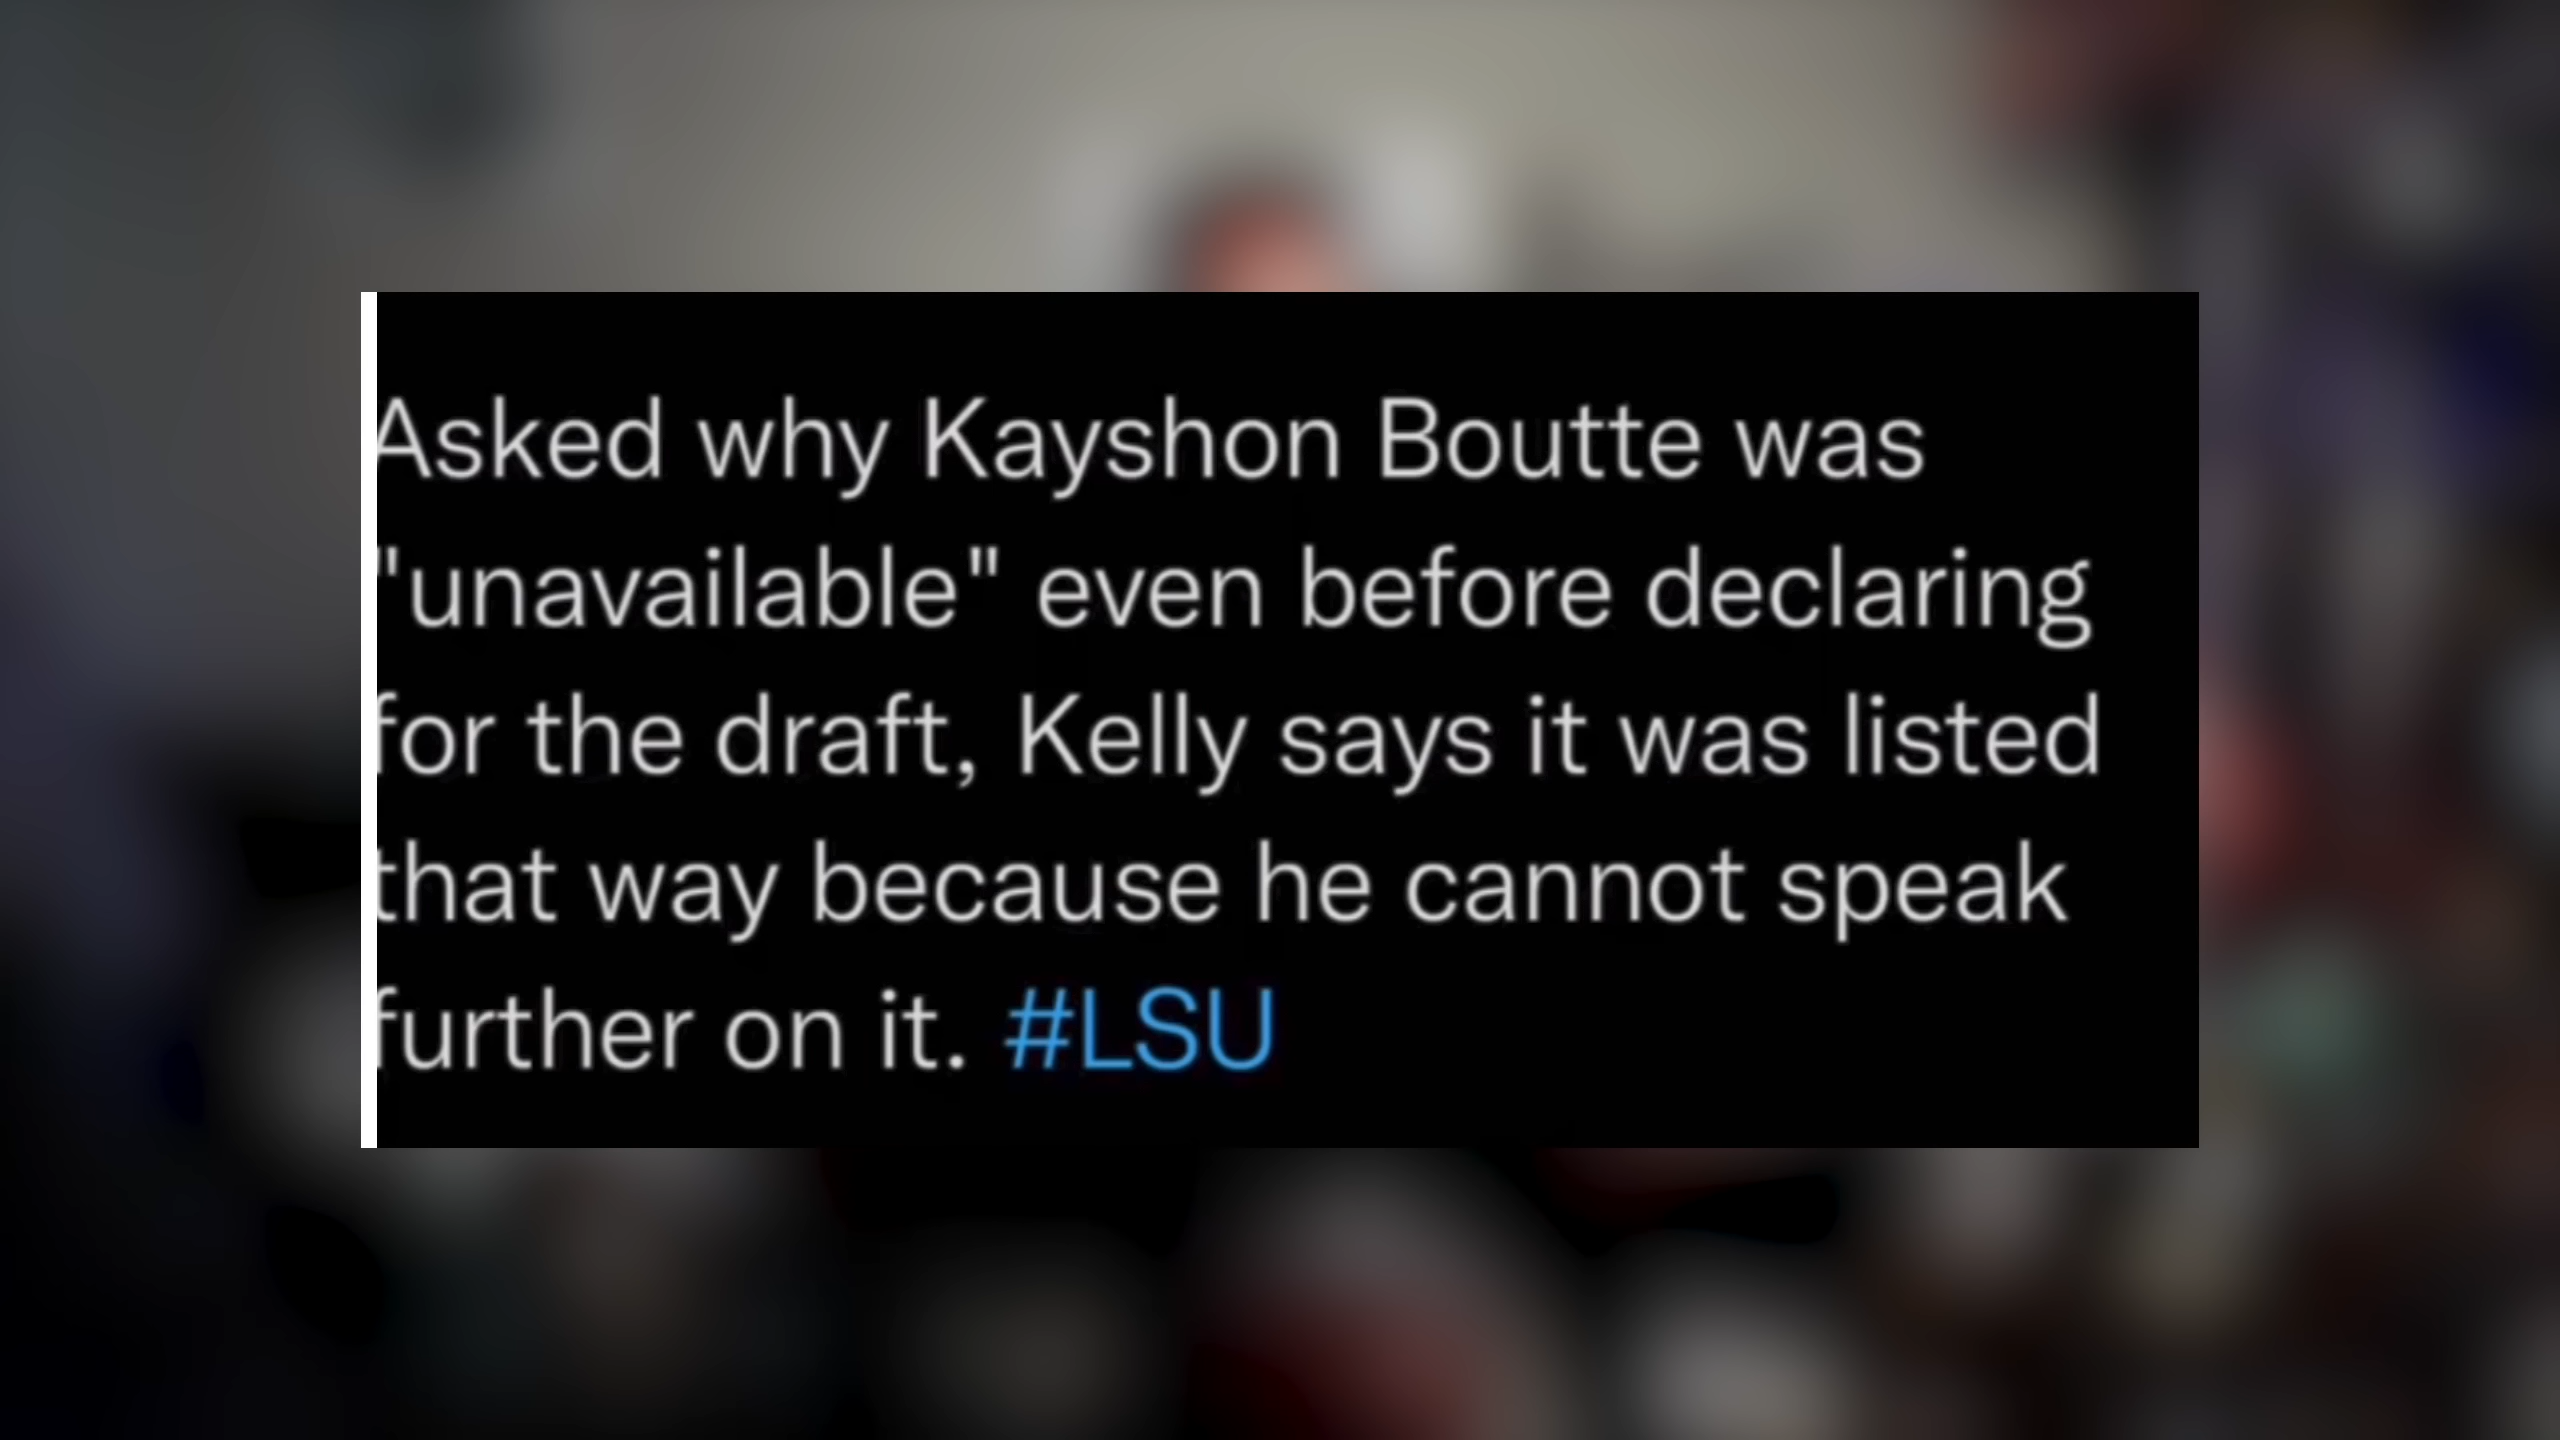 Asked why Kayshon Boutte was
"unavailable" even before declaring
for the draft, Kelly says it was listed
that way because he cannot speak
further on it. #LSU